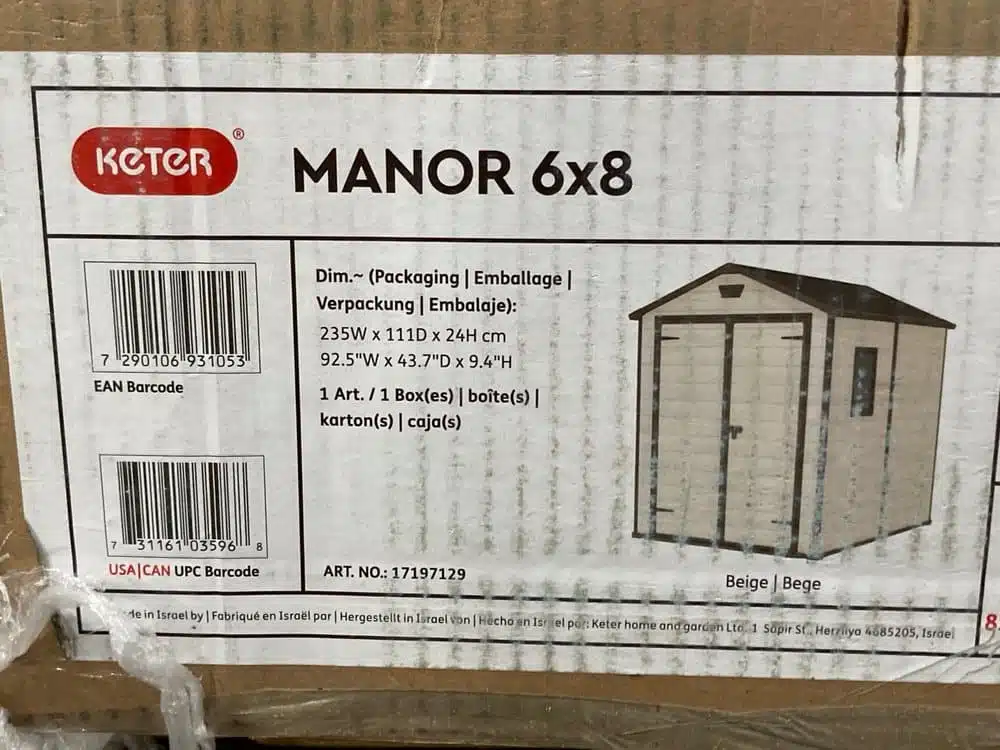 KETER®
MANOR 6x8
Dim.~ (Packaging | Emballage |
Verpackung | Embalaje):
235W x 111D x 24H cm
92.5"W x 43.7"D x 9.4"H
1 Art. / 1 Box(es) | boîte(s) |
karton(s) | caja(s)
7 290106 931053
EAN Barcode
7 31161 03596 8
USA|CAN UPC Barcode
ART. NO.: 17197129
Beige | Bege
de in Israel by | Fabriqué en Israël par | Hergestellt in Israel von | Hecho en Israel por: Keter home and garden Ltd. 1 Sapir St., Herzliya 4685205, Israel